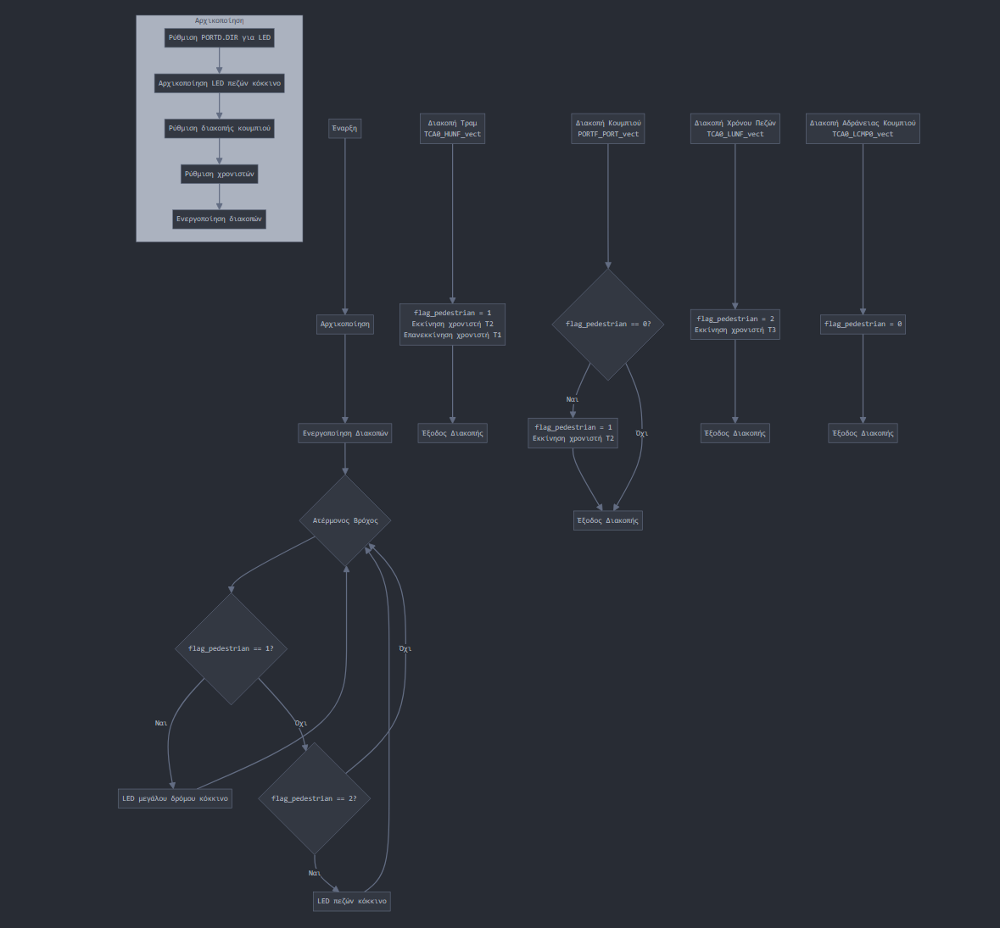 Αρχικοποίηση
Ρύθμιση PORTD.DIR για LED
Αρχικοποίηση LED πεζών κόκκινο
Ρύθμιση διακοπής κουμπιού
Ρύθμιση χρονιστών
Ενεργοποίηση διακοπών
Έναρξη
Αρχικοποίηση
Ενεργοποίηση Διακοπών
Ατέρμονος Βρόχος
flag_pedestrian == 1?
Ναι
Όχι
LED μεγάλου δρόμου κόκκινο
flag_pedestrian == 2?
Όχι
Ναι
LED πεζών κόκκινο
Διακοπή Τραμ
TCA0_HUNF_vect
flag_pedestrian = 1
Εκκίνηση χρονιστή T2
Επανεκκίνηση χρονιστή T1
Έξοδος Διακοπής
Διακοπή Κουμπιού
PORTF_PORT_vect
flag_pedestrian == 0?
Ναι
Όχι
flag_pedestrian = 1
Εκκίνηση χρονιστή T2
Έξοδος Διακοπής
Διακοπή Χρόνου Πεζών
TCA0_LUNF_vect
flag_pedestrian = 2
Εκκίνηση χρονιστή T3
Έξοδος Διακοπής
Διακοπή Αδράνειας Κουμπιού
TCA0_LCMP0_vect
flag_pedestrian = 0
Έξοδος Διακοπής